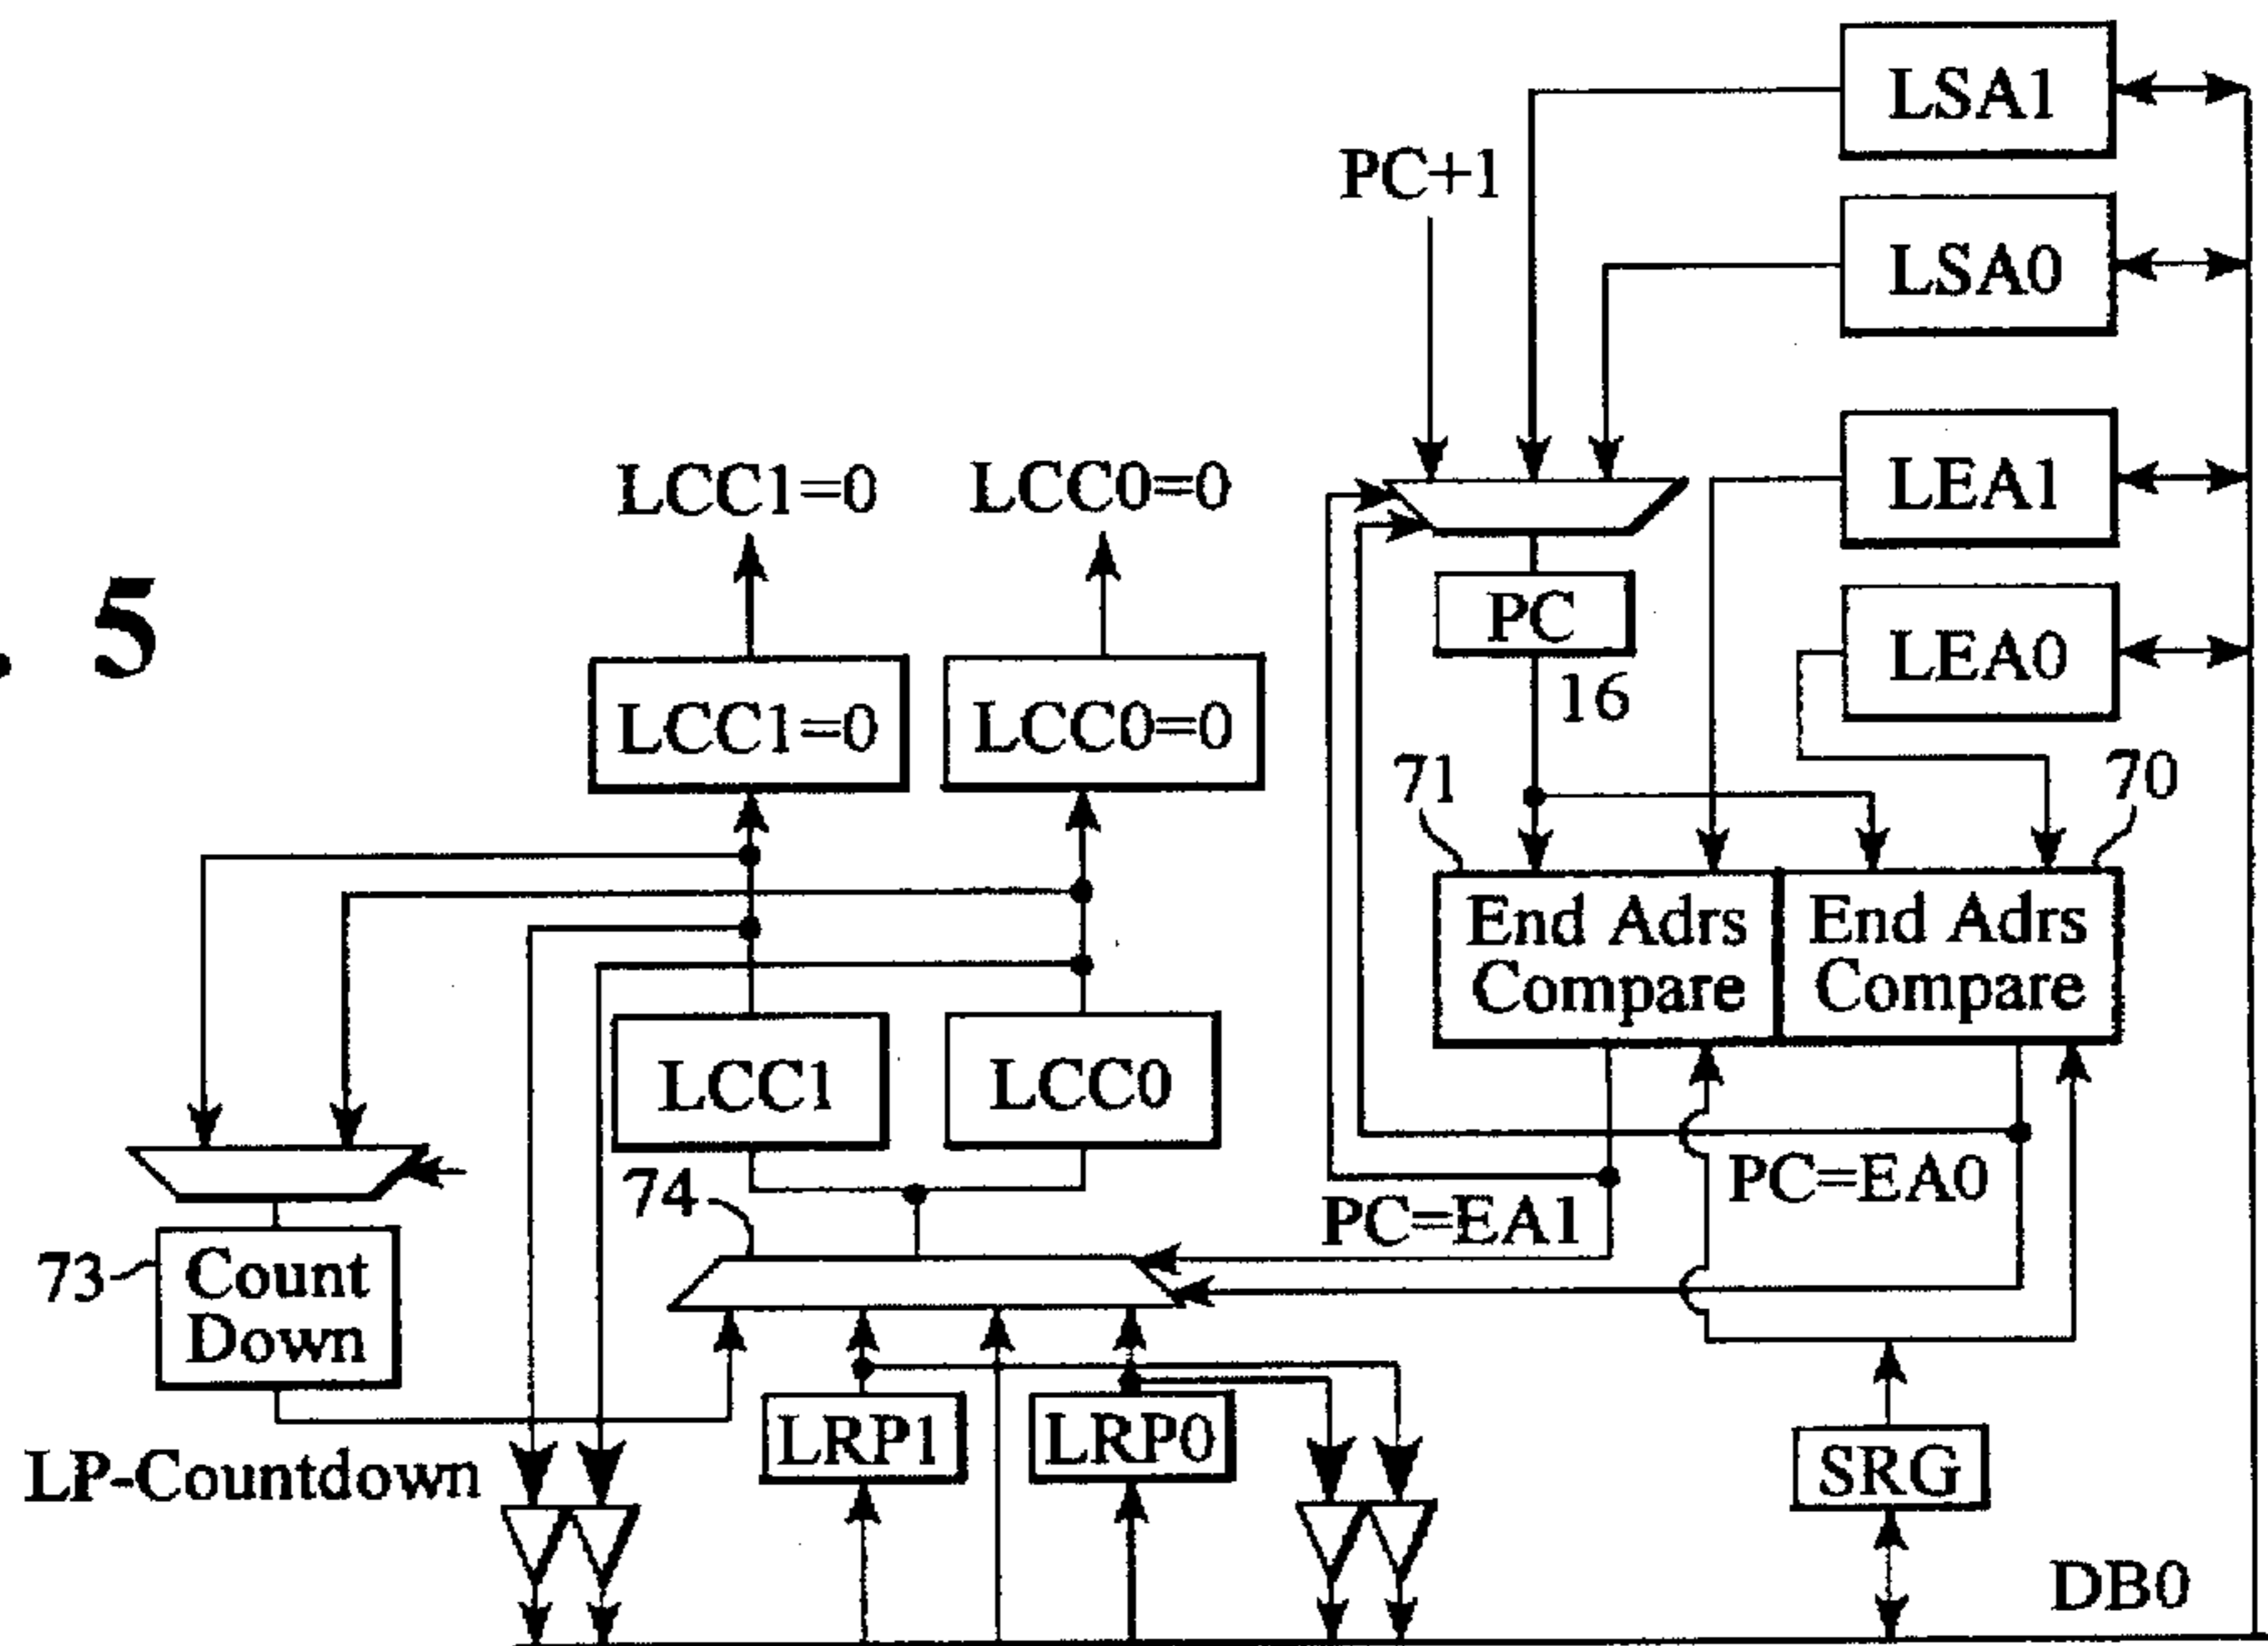 LSA1
PC+1
LSA0
LCC1=0
LCC0=0
LEA1
5
PC
LEA0
16
LCC1=0
LCC0=0
71
70
End Adrs
Compare
End Adrs
Compare
LCC1
LCC0
74
PC=EA0
PC=EA1
73
Count
Down
LRP1
LRP0
SRG
LP-Countdown
DB0